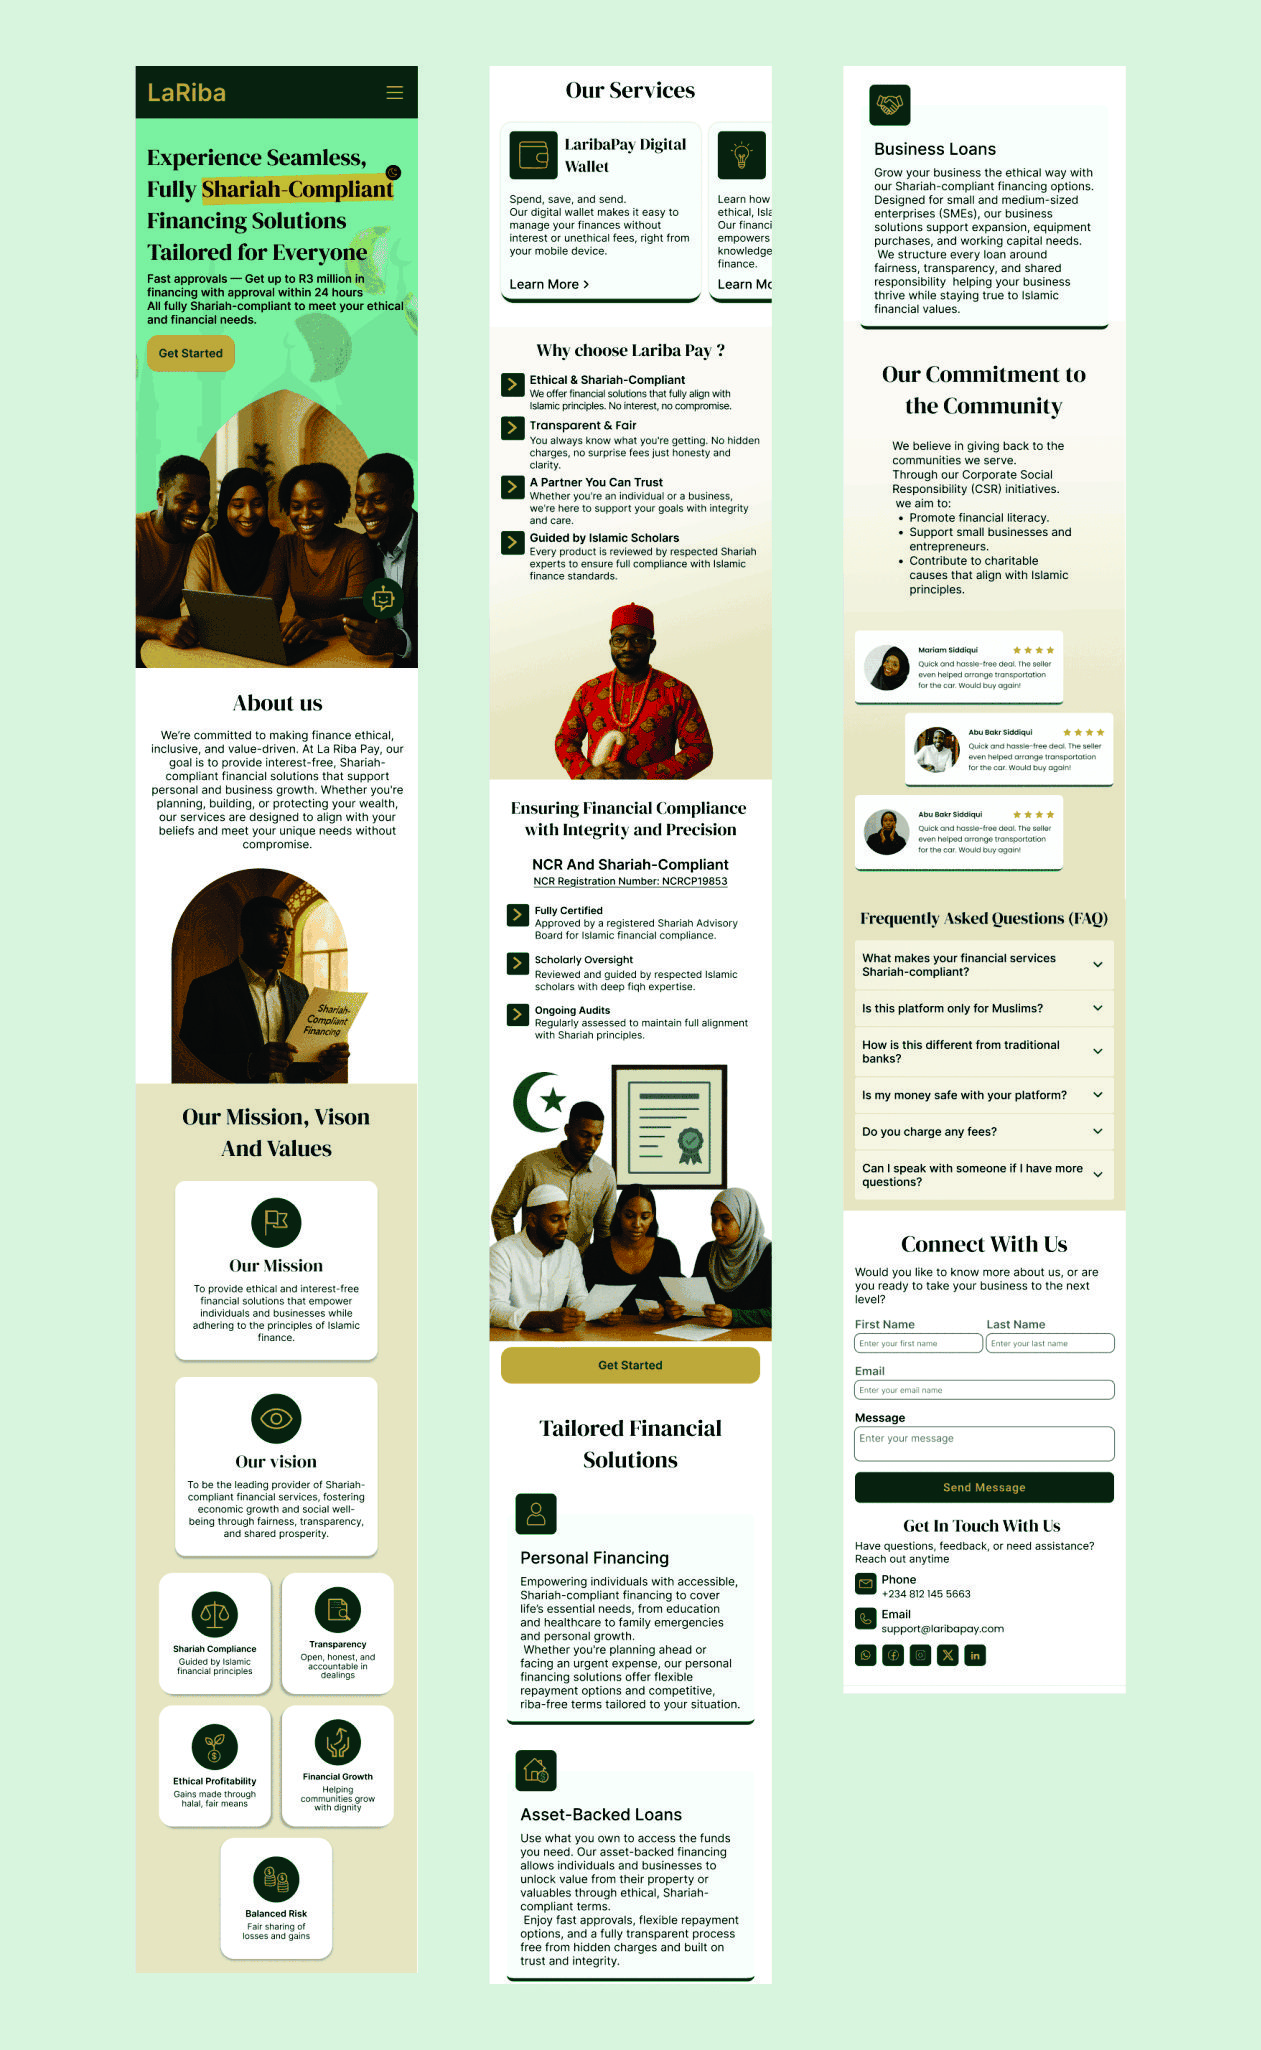 LaRiba
Experience Seamless,
Fully Shariah-Compliant
Financing Solutions
Tailored for Everyone
Fast approvals — Get up to R3 million in
financing with approval within 24 hours
All fully Shariah-compliant to meet your ethical
and financial needs.
Get Started
About us
We're committed to making finance ethical,
inclusive, and value-driven. At La Riba Pay, our
goal is to provide interest-free, Shariah-
compliant financial solutions that support
personal and business growth. Whether you're
planning, building, or protecting your wealth,
our services are designed to align with your
beliefs and meet your unique needs without
compromise.
Shariah-
Compliant
Financing
Our Mission, Vison
And Values
Our Mission
To provide ethical and interest-free
financial solutions that empower
individuals and businesses while
adhering to the principles of Islamic
finance.
Our vision
To be the leading provider of Shariah-
compliant financial services, fostering
economic growth and social well-
being through fairness, transparency,
and shared prosperity.
Shariah Compliance
Guided by Islamic
financial principles
Transparency
Open, honest, and
accountable in
dealings
Ethical Profitability
Gains made through
halal, fair means
Financial Growth
Helping
communities grow
with dignity
Balanced Risk
Fair sharing of
losses and gains
Our Services
LaribaPay Digital
Wallet
Spend, save, and send.
Our digital wallet makes it easy to
manage your finances without
interest or unethical fees, right from
your mobile device.
Learn More
Learn how
ethical, Isla
Our financi
empowers
knowledge
finance.
Learn Mo
Why choose Lariba Pay ?
Ethical & Shariah-Compliant
We offer financial solutions that fully align with
Islamic principles. No interest, no compromise.
Transparent & Fair
You always know what you're getting. No hidden
charges, no surprise fees just honesty and
clarity.
A Partner You Can Trust
Whether you're an individual or a business,
we're here to support your goals with integrity
and care.
Guided by Islamic Scholars
Every product is reviewed by respected Shariah
experts to ensure full compliance with Islamic
finance standards.
Ensuring Financial Compliance
with Integrity and Precision
NCR And Shariah-Compliant
NCR Registration Number: NCRCP19853
Fully Certified
Approved by a registered Shariah Advisory
Board for Islamic financial compliance.
Scholarly Oversight
Reviewed and guided by respected Islamic
scholars with deep fiqh expertise.
Ongoing Audits
Regularly assessed to maintain full alignment
with Shariah principles.
Get Started
Tailored Financial
Solutions
Personal Financing
Empowering individuals with accessible,
Shariah-compliant financing to cover
life's essential needs, from education
and healthcare to family emergencies
and personal growth.
Whether you're planning ahead or
facing an urgent expense, our personal
financing solutions offer flexible
repayment options and competitive,
riba-free terms tailored to your situation.
Asset-Backed Loans
Use what you own to access the funds
you need. Our asset-backed financing
allows individuals and businesses to
unlock value from their property or
valuables through ethical, Shariah-
compliant terms.
Enjoy fast approvals, flexible repayment
options, and a fully transparent process
free from hidden charges and built on
trust and integrity.
Business Loans
Grow your business the ethical way with
our Shariah-compliant financing options.
Designed for small and medium-sized
enterprises (SMEs), our business
solutions support expansion, equipment
purchases, and working capital needs.
We structure every loan around
fairness, transparency, and shared
responsibility helping your business
thrive while staying true to Islamic
financial values.
Our Commitment to
the Community
We believe in giving back to the
communities we serve.
Through our Corporate Social
Responsibility (CSR) initiatives.
we aim to:
• Promote financial literacy.
• Support small businesses and
entrepreneurs.
• Contribute to charitable
causes that align with Islamic
principles.
Mariam Siddiqui
Quick and hassle-free deal. The seller
even helped arrange transportation
for the car. Would buy again!
Abu Bakr Siddiqui
Quick and hassle-free deal. The seller
even helped arrange transportation
for the car. Would buy again!
Abu Bakr Siddiqui
Quick and hassle-free deal. The seller
even helped arrange transportation
for the car. Would buy again!
Frequently Asked Questions (FAQ)
What makes your financial services
Shariah-compliant?
Is this platform only for Muslims?
How is this different from traditional
banks?
Is my money safe with your platform?
Do you charge any fees?
Can I speak with someone if I have more
questions?
Connect With Us
Would you like to know more about us, or are
you ready to take your business to the next
level?
First Name
Last Name
Enter your first name
Enter your last name
Email
Enter your email name
Message
Enter your message
Send Message
Get In Touch With Us
Have questions, feedback, or need assistance?
Reach out anytime
Phone
+234 812 145 5663
Email
support@laribapay.com